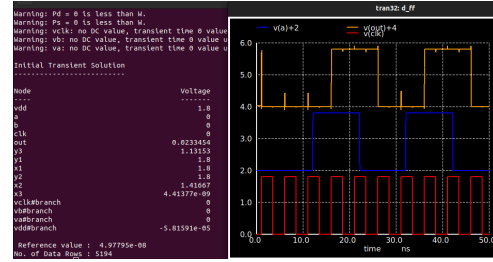 Warning: Pd = 0 is less than W.
Warning: Ps = 0 is less than W.
Warning: vclk: no DC value, transient time 0 value
Warning: vb: no DC value, transient time 0 value u
Warning: va: no DC value, transient time 0 value u
Initial Transient Solution
--------------------------
Node Voltage
---- -------
vdd 1.8
a 0
b 0
clk 0
out 0.0233454
y3 1.13153
y1 1.8
x1 1.8
y2 1.8
x2 1.41667
x3 4.41377e-09
vclk#branch 0
vb#branch 0
va#branch 0
vdd#branch -5.81591e-05
Reference value : 4.97795e-08
No. of Data Rows : 5194
tran32: d_ff
v(a)+2
v(out)+4
v(clk)
6.0
5.0
4.0
3.0
2.0
1.0
0.0
0.0 10.0 20.0 30.0 40.0 50.0
time ns